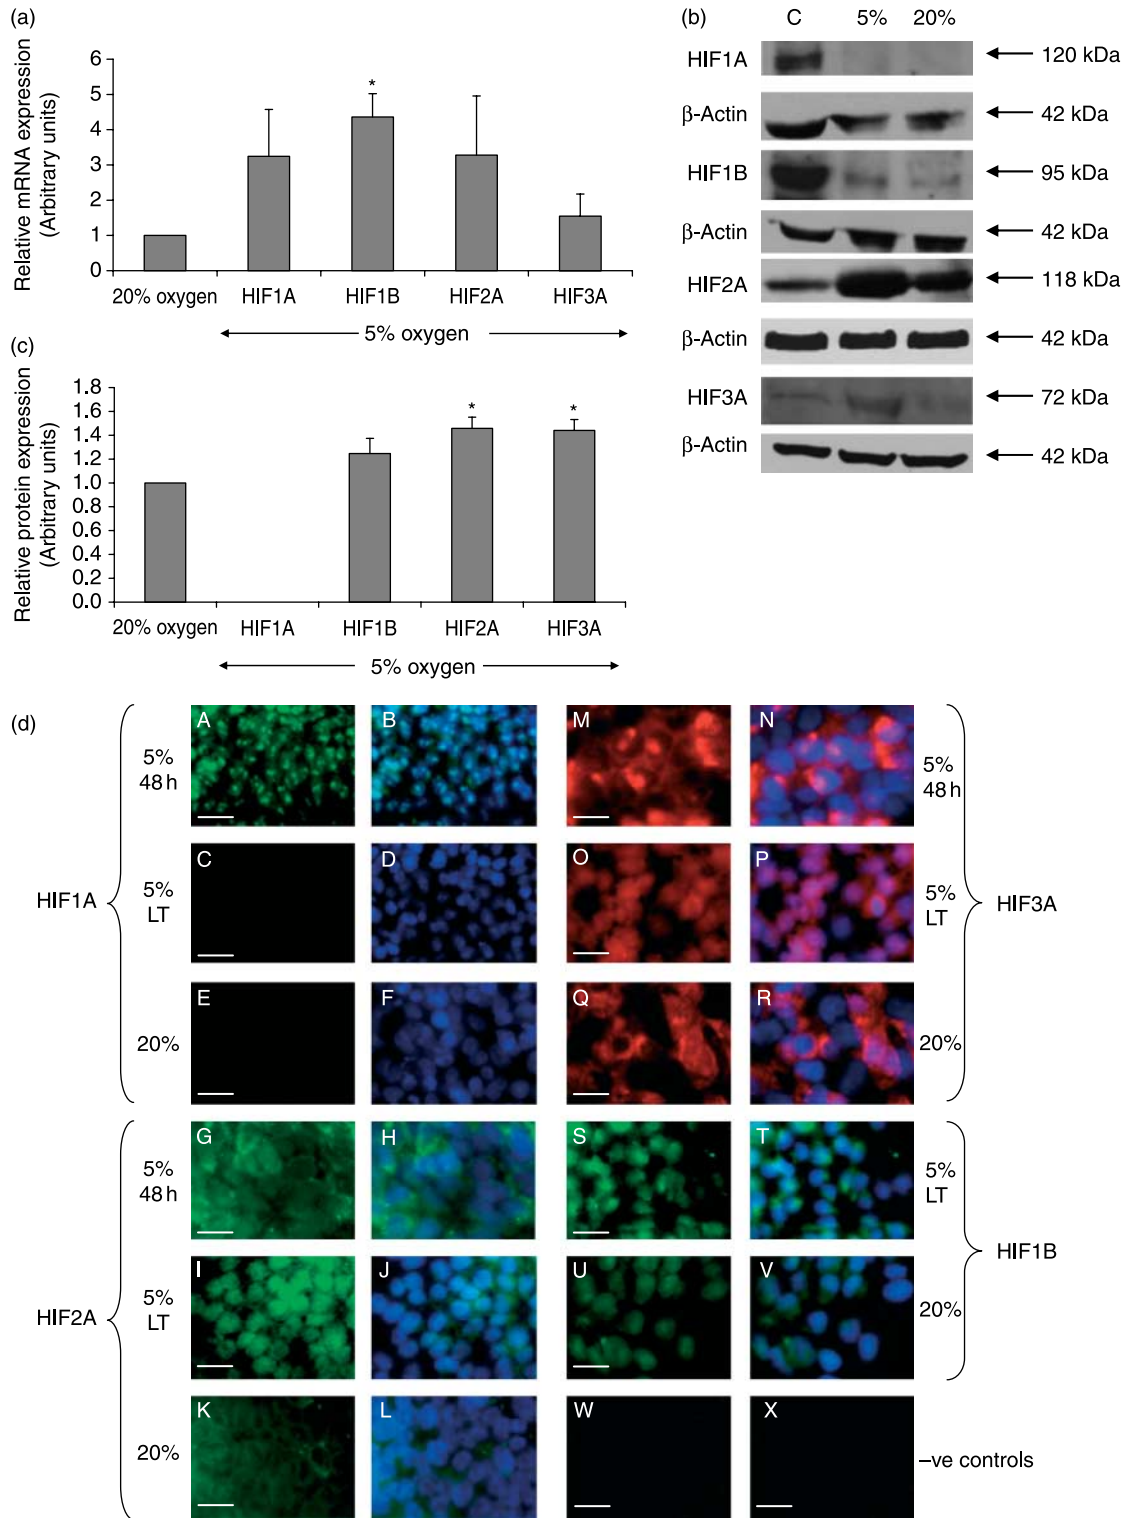 (a)
Relative mRNA expression
(Arbitrary units)
6
5
4
3
2
1
0
*
20% oxygen HIF1A HIF1B HIF2A HIF3A
5% oxygen
(b)
C 5% 20%
HIF1A 120 kDa
β-Actin 42 kDa
HIF1B 95 kDa
β-Actin 42 kDa
HIF2A 118 kDa
β-Actin 42 kDa
HIF3A 72 kDa
β-Actin 42 kDa
(c)
Relative protein expression
(Arbitrary units)
1.8
1.6
1.4
1.2
1.0
0.8
0.6
0.4
0.2
0.0
* *
20% oxygen HIF1A HIF1B HIF2A HIF3A
5% oxygen
(d)
HIF1A
5%
48 h
A B
5%
LT
C D
20%
E F
HIF2A
5%
48 h
G H
5%
LT
I J
20%
K L
M N
5%
48 h
O P
5%
LT
Q R
20%
HIF3A
S T
5%
LT
U V
20%
HIF1B
W X
–ve controls